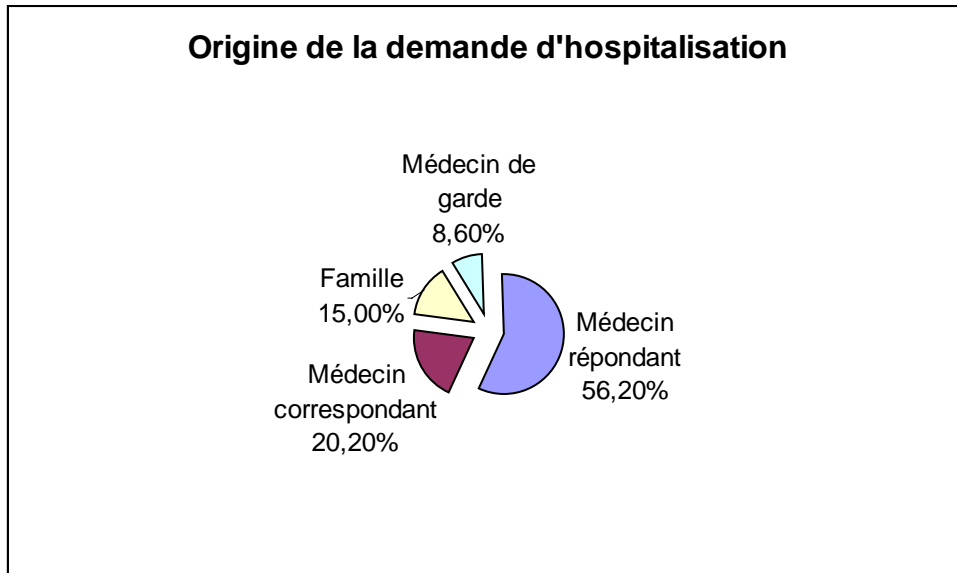 Origine de la demande d'hospitalisation
Médecin de
garde
8,60%
Famille
15,00%
Médecin
répondant
56,20%
Médecin
correspondant
20,20%